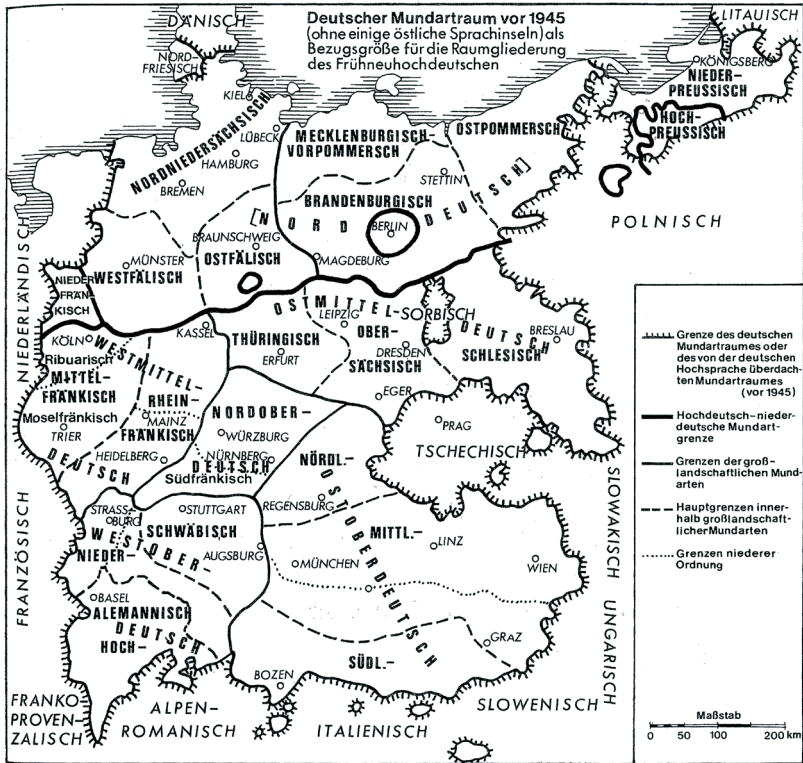 Deutscher Mundartraum vor 1945
(ohne einige östliche Sprachinseln) als
Bezugsgröße für die Raumgliederung
des Frühneuhochdeutschen
DÄNISCH
LITAUISCH
NORD-
FRIESISCH
KÖNIGSBERG
NIEDER-
PREUSSISCH
KIEL
HOCH-
PREUSSISCH
LÜBECK
NORDNIEDERSÄCHSISCH
HAMBURG
BREMEN
MECKLENBURGISCH-
VORPOMMERSCH
OSTPOMMERSCH
STETTIN
BRANDENBURGISCH
[NORDDEUTSCH]
BERLIN
POLNISCH
BRAUNSCHWEIG
OSTFÄLISCH
MAGDEBURG
MÜNSTER
WESTFÄLISCH
NIEDERLÄNDISCH
NIEDER-
FRÄN-
KISCH
OSTMITTEL-
DEUTSCH
SORBISCH
LEIPZIG
OBER-
SÄCHSISCH
DRESDEN
BRESLAU
SCHLESISCH
KASSEL
THÜRINGISCH
ERFURT
KÖLN
WESTMITTEL-
DEUTSCH
Ribuarisch
MITTEL-
FRÄNKISCH
Moselfränkisch
TRIER
RHEIN-
MAINZ
FRÄNKISCH
HEIDELBERG
NORDOBER-
WÜRZBURG
NÜRNBERG
DEUTSCH
Südfränkisch
EGER
PRAG
TSCHECHISCH
NÖRDL.-
REGENSBURG
OSTOBERDEUTSCH
MITTL.-
LINZ
WIEN
MÜNCHEN
SLOWAKISCH
FRANZÖSISCH
STRASS-
BURG
STUTTGART
SCHWÄBISCH
WESTOBER-
DEUTSCH
NIEDER-
AUGSBURG
BASEL
ALEMANNISCH
HOCH-
UNGARISCH
GRAZ
SÜDL.-
BOZEN
SLOWENISCH
FRANKO-
PROVEN-
ZALISCH
ALPEN-
ROMANISCH
ITALIENISCH
Grenze des deutschen
Mundartraumes oder
des von der deutschen
Hochsprache überdach-
ten Mundartraumes
(vor 1945)
Hochdeutsch-nieder-
deutsche Mundart-
grenze
Grenzen der groß-
landschaftlichen Mund-
arten
Hauptgrenzen inner-
halb großlandschaft-
licher Mundarten
Grenzen niederer
Ordnung
Maßstab
0 50 100 200 km